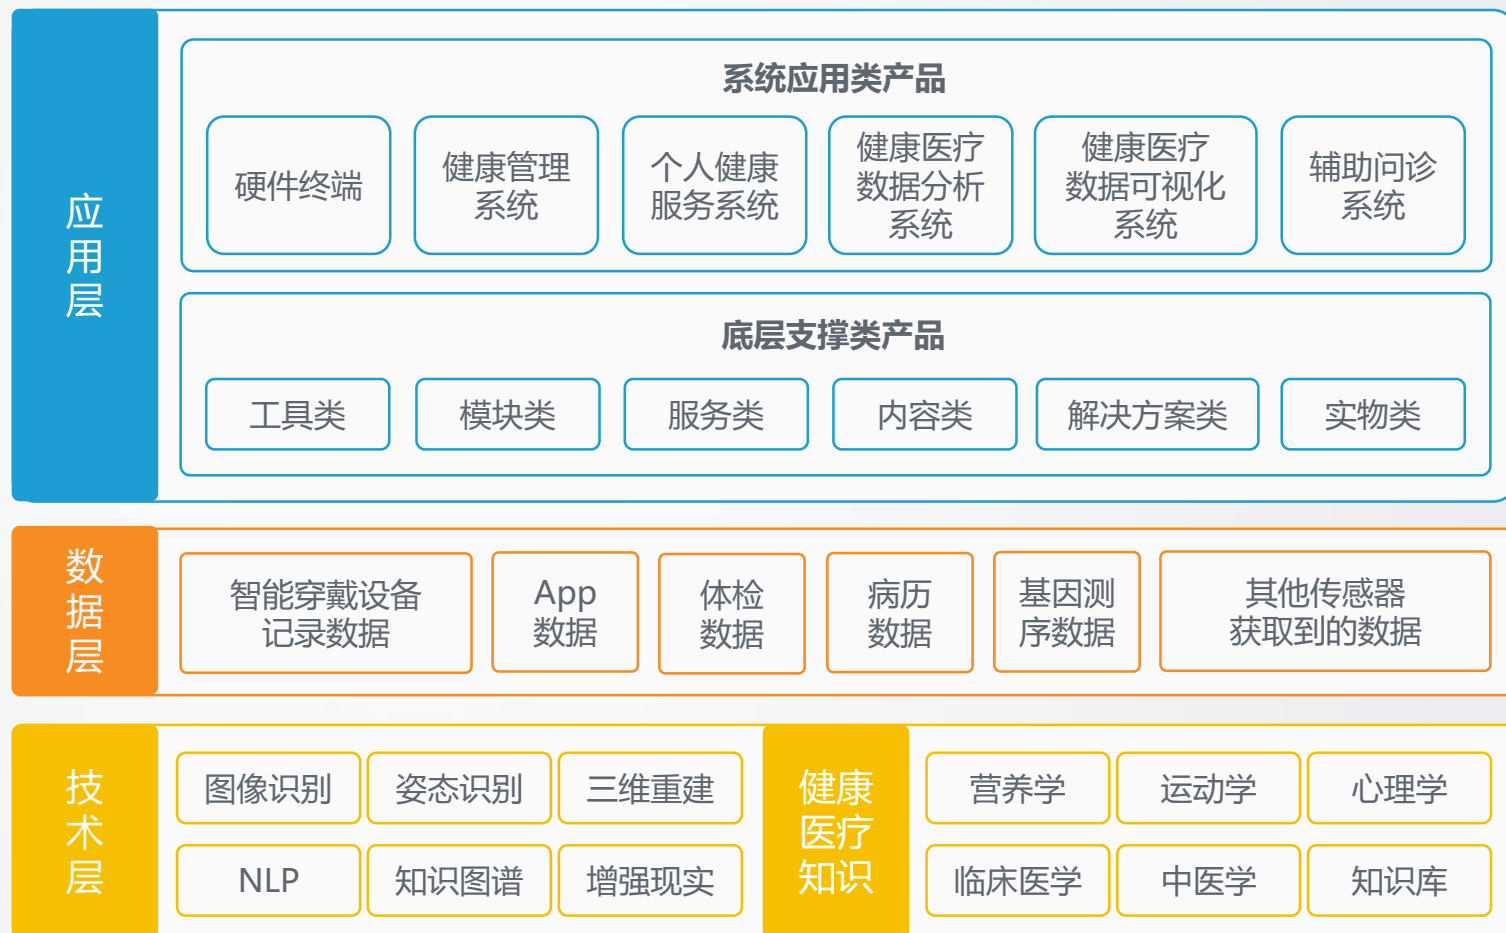 应
用
层
系统应用类产品
硬件终端
健康管理
系统
个人健康
服务系统
健康医疗
数据分析
系统
健康医疗
数据可视化
系统
辅助问诊
系统
底层支撑类产品
工具类
模块类
服务类
内容类
解决方案类
实物类
数
据
层
智能穿戴设备
记录数据
App
数据
体检
数据
病历
数据
基因测
序数据
其他传感器
获取到的数据
技
术
层
图像识别
姿态识别
三维重建
NLP
知识图谱
增强现实
健康
医疗
知识
营养学
运动学
心理学
临床医学
中医学
知识库